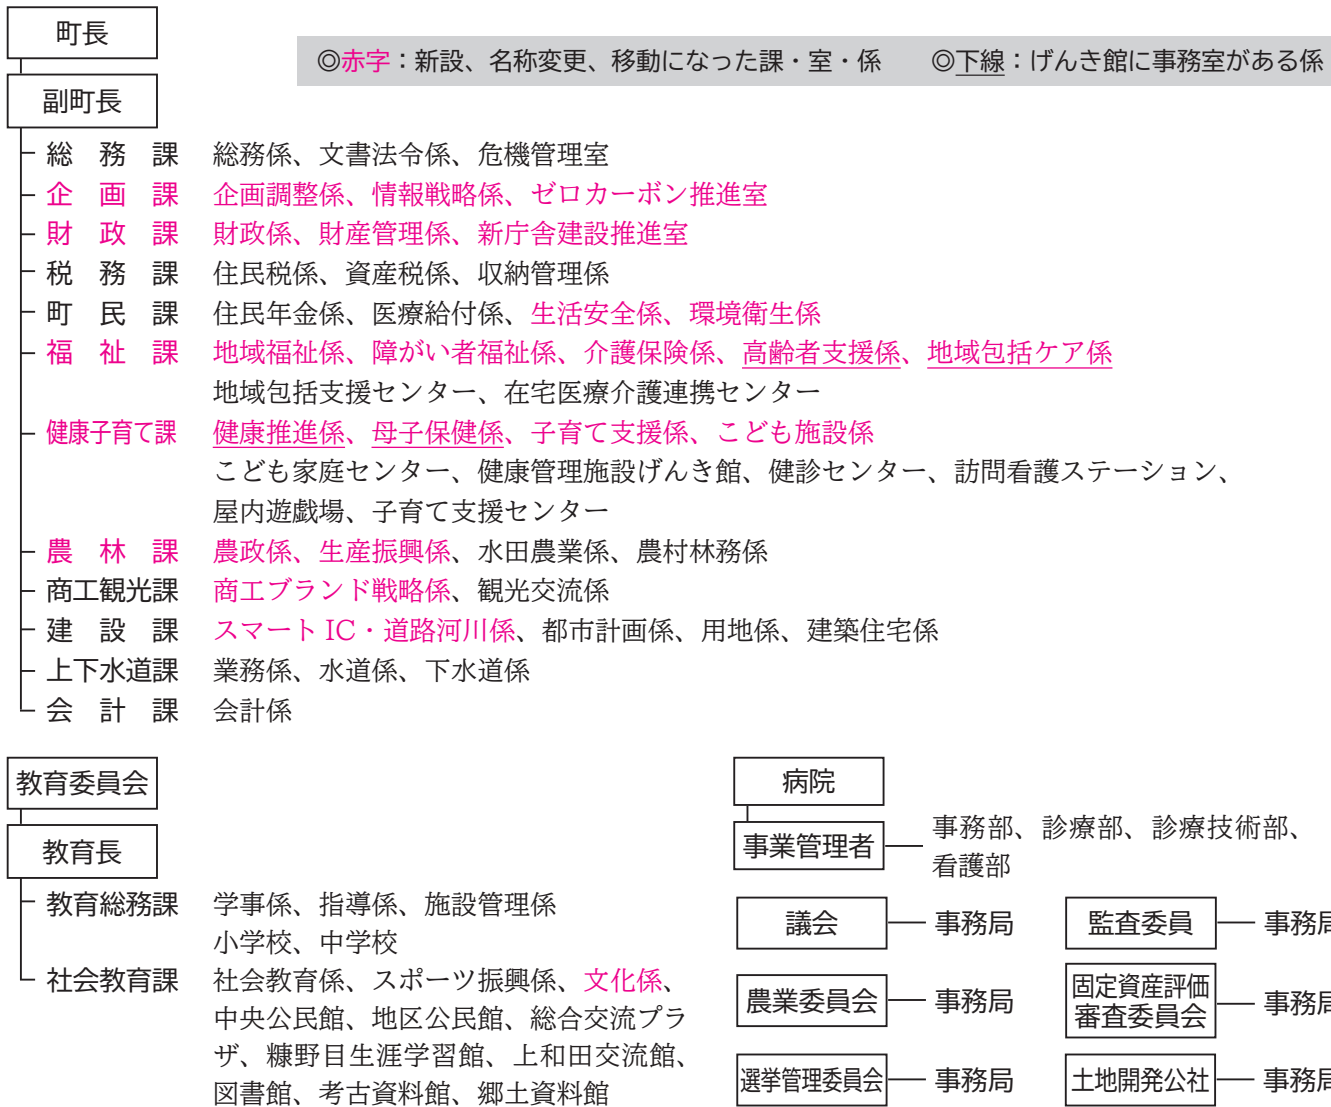 町長
◎赤字：新設、名称変更、移動になった課・室・係　◎下線：げんき館に事務室がある係
副町長
総務課　総務係、文書法令係、危機管理室
企画課　企画調整係、情報戦略係、ゼロカーボン推進室
財政課　財政係、財産管理係、新庁舎建設推進室
税務課　住民税係、資産税係、収納管理係
町民課　住民年金係、医療給付係、生活安全係、環境衛生係
福祉課　地域福祉係、障がい者福祉係、介護保険係、高齢者支援係、地域包括ケア係
地域包括支援センター、在宅医療介護連携センター
健康子育て課　健康推進係、母子保健係、子育て支援係、こども施設係
こども家庭センター、健康管理施設げんき館、健診センター、訪問看護ステーション、
屋内遊戯場、子育て支援センター
農林課　農政係、生産振興係、水田農業係、農村林務係
商工観光課　商工ブランド戦略係、観光交流係
建設課　スマートIC・道路河川係、都市計画係、用地係、建築住宅係
上下水道課　業務係、水道係、下水道係
会計課　会計係
教育委員会
教育長
教育総務課　学事係、指導係、施設管理係
小学校、中学校
社会教育課　社会教育係、スポーツ振興係、文化係、
中央公民館、地区公民館、総合交流プラ
ザ、糠野目生涯学習館、上和田交流館、
図書館、考古資料館、郷土資料館
病院
事業管理者　事務部、診療部、診療技術部、
看護部
議会　事務局
監査委員　事務局
農業委員会　事務局
固定資産評価
審査委員会　事務局
選挙管理委員会　事務局
土地開発公社　事務局